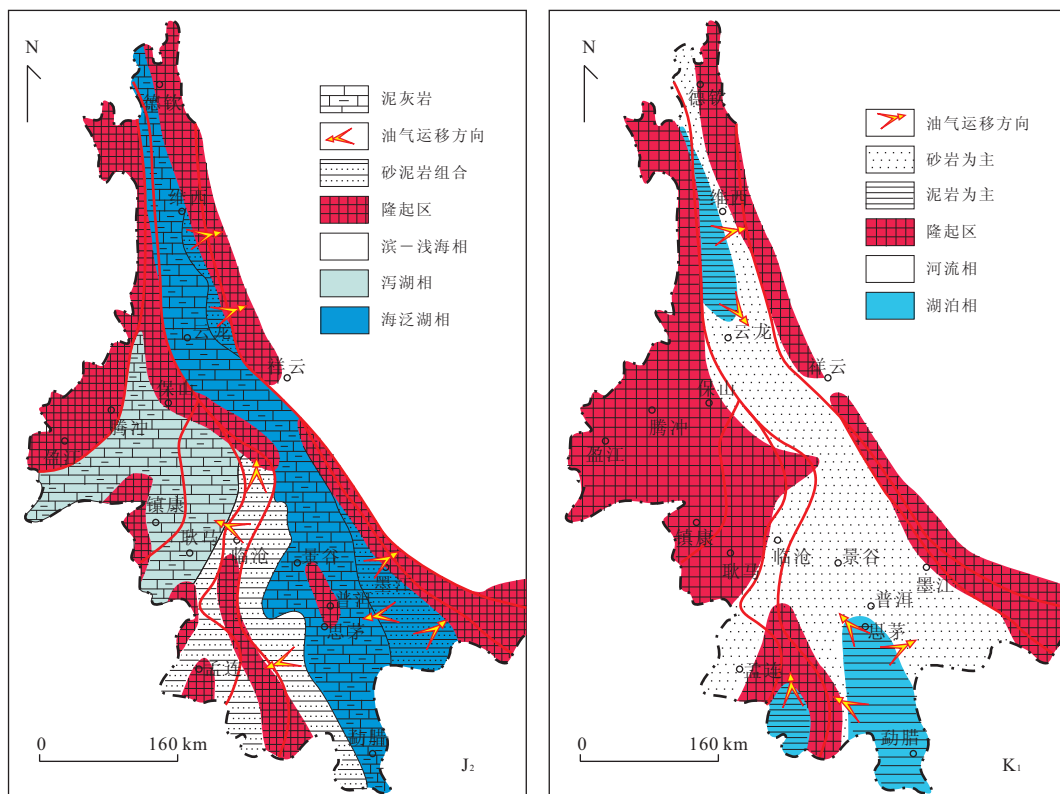 N
泥灰岩
油气运移方向
砂泥岩组合
隆起区
滨－浅海相
泻湖相
海泛湖相
德钦
维西
云龙
祥云
保山
腾冲
盈江
镇康
耿马
临沧
景谷
墨江
普洱
思茅
孟连
勐腊
0
160 km
J₂
N
油气运移方向
砂岩为主
泥岩为主
隆起区
河流相
湖泊相
德钦
维西
云龙
祥云
保山
腾冲
盈江
镇康
耿马
临沧
景谷
墨江
普洱
思茅
孟连
勐腊
0
160 km
K₁